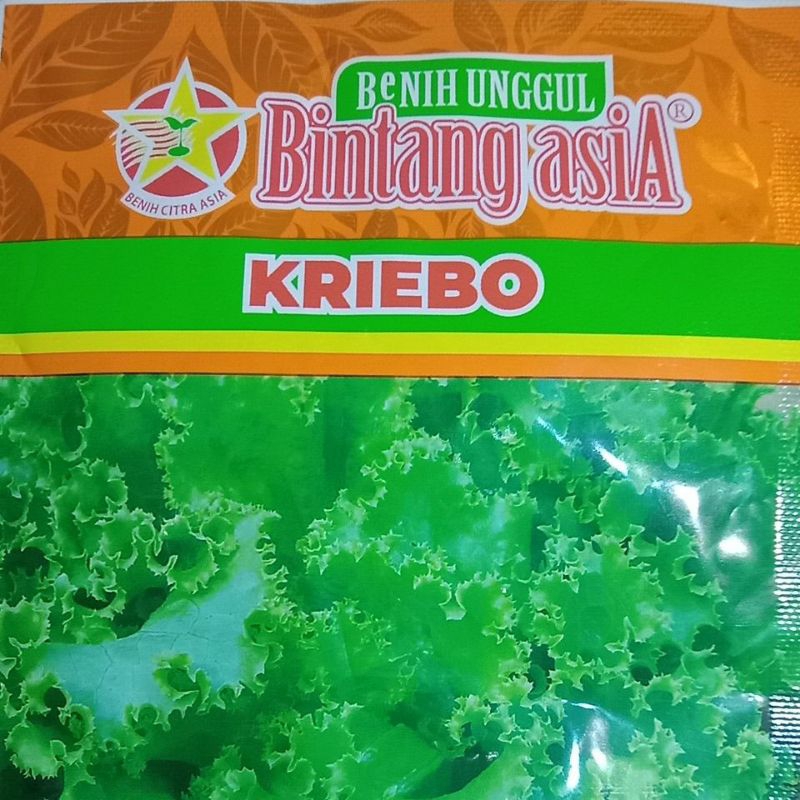 BENIH UNGGUL
Bintang asiA®
BENIH CITRA ASIA
KRIEBO